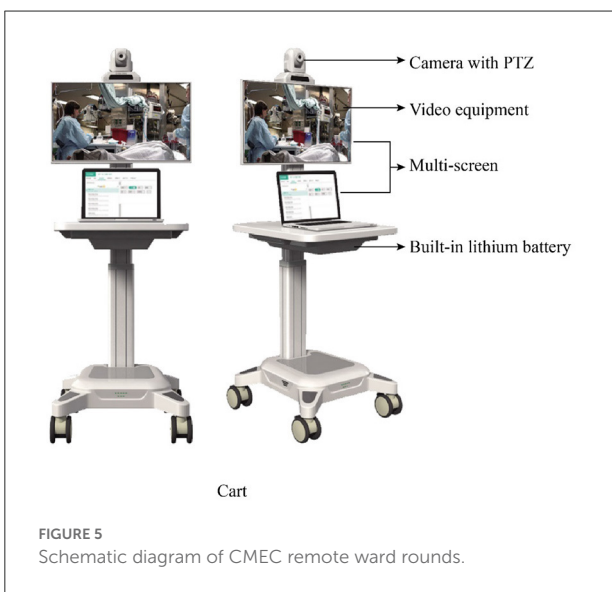 Camera with PTZ
Video equipment
Multi-screen
Built-in lithium battery
Cart
FIGURE 5
Schematic diagram of CMEC remote ward rounds.